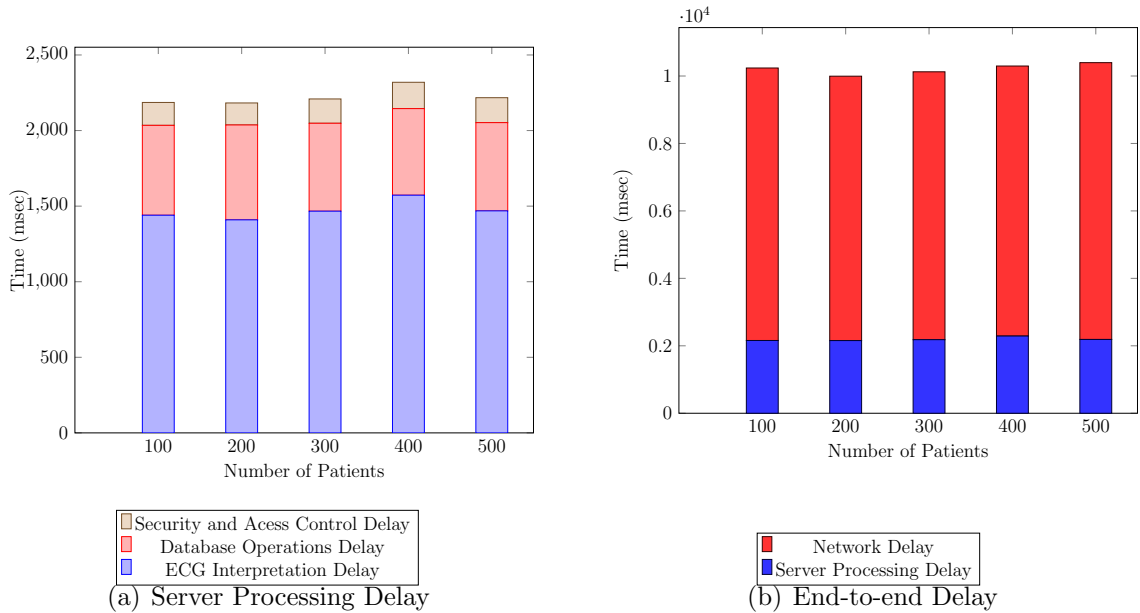 2,500
2,000
1,500
1,000
500
0
Time (msec)
100 200 300 400 500
Number of Patients
Security and Acess Control Delay
Database Operations Delay
ECG Interpretation Delay
(a) Server Processing Delay
·10⁴
1
0.8
0.6
0.4
0.2
0
Time (msec)
100 200 300 400 500
Number of Patients
Network Delay
Server Processing Delay
(b) End-to-end Delay